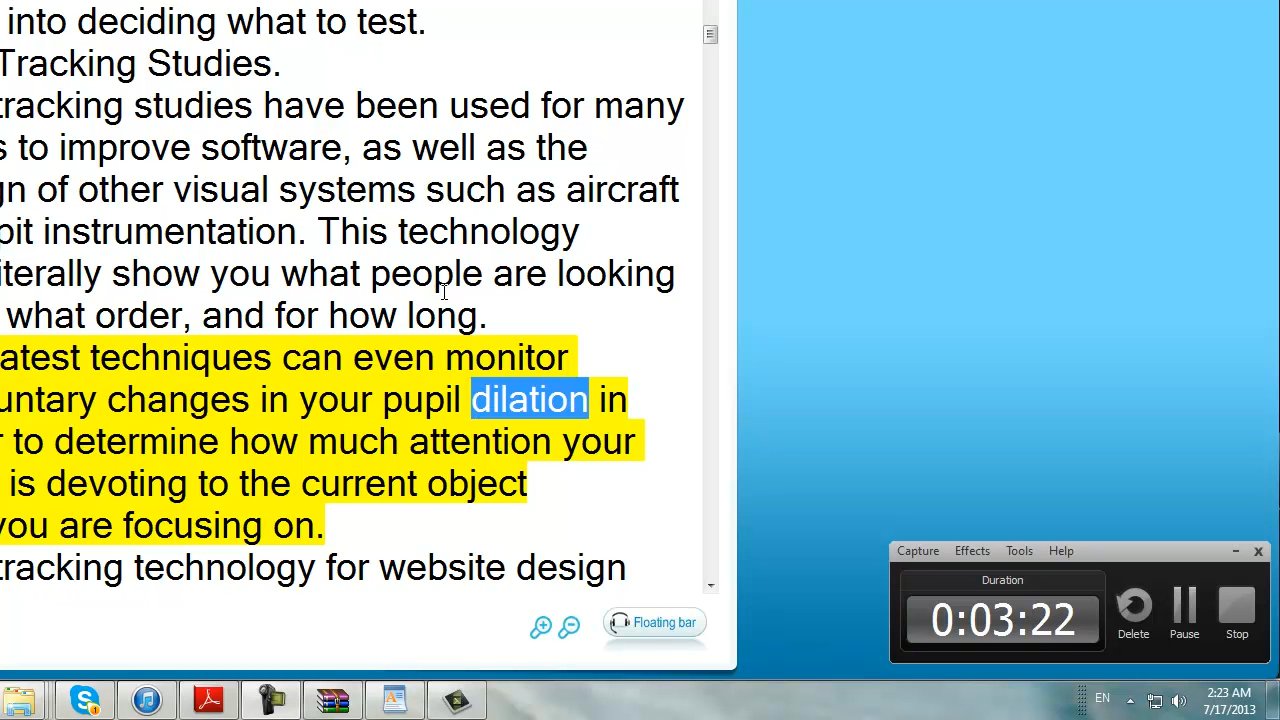 into deciding what to test.
Tracking Studies.
tracking studies have been used for many
s to improve software, as well as the
gn of other visual systems such as aircraft
pit instrumentation. This technology
iterally show you what people are looking
what order, and for how long.
atest techniques can even monitor
untary changes in your pupil dilation in
r to determine how much attention your
is devoting to the current object
you are focusing on.
tracking technology for website design
Floating bar
Capture Effects Tools Help
Duration
0:03:22
Delete Pause Stop
EN
2:23 AM
7/17/2013